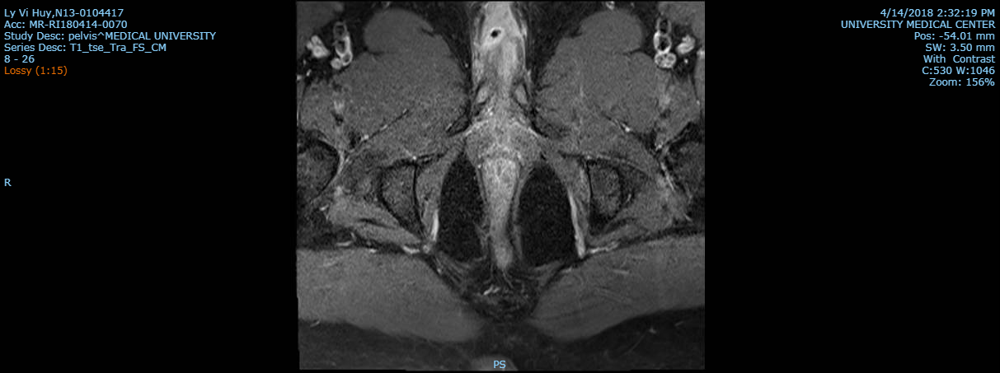 Ly Vi Huy,N13-0104417
Acc: MR-RI180414-0070
Study Desc: pelvis^MEDICAL UNIVERSITY
Series Desc: T1_tse_Tra_FS_CM
8 - 26
Lossy (1:15)
4/14/2018 2:32:19 PM
UNIVERSITY MEDICAL CENTER
Pos: -54.01 mm
SW: 3.50 mm
With Contrast
C:530 W:1046
Zoom: 156%
R
PS